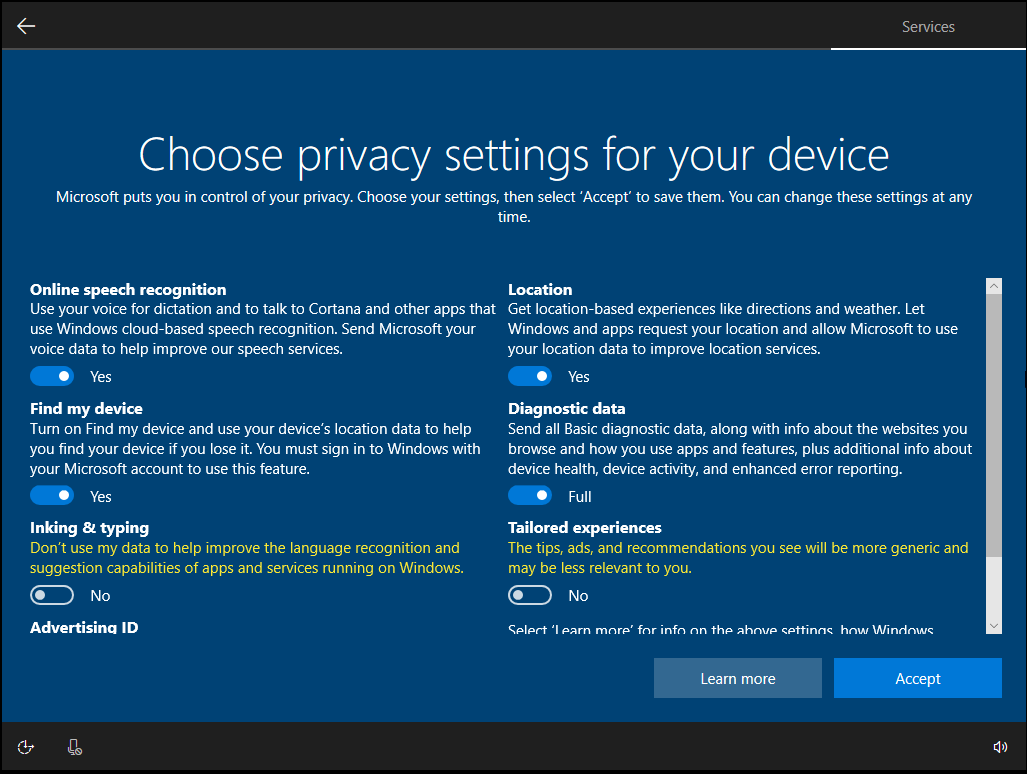 Services
Choose privacy settings for your device
Microsoft puts you in control of your privacy. Choose your settings, then select ‘Accept’ to save them. You can change these settings at any
time.
Online speech recognition
Use your voice for dictation and to talk to Cortana and other apps that
use Windows cloud-based speech recognition. Send Microsoft your
voice data to help improve our speech services.
Yes
Location
Get location-based experiences like directions and weather. Let
Windows and apps request your location and allow Microsoft to use
your location data to improve location services.
Yes
Find my device
Turn on Find my device and use your device’s location data to help
you find your device if you lose it. You must sign in to Windows with
your Microsoft account to use this feature.
Yes
Diagnostic data
Send all Basic diagnostic data, along with info about the websites you
browse and how you use apps and features, plus additional info about
device health, device activity, and enhanced error reporting.
Full
Inking & typing
Don’t use my data to help improve the language recognition and
suggestion capabilities of apps and services running on Windows.
No
Tailored experiences
The tips, ads, and recommendations you see will be more generic and
may be less relevant to you.
No
Advertising ID
Select ‘Learn more’ for info on the above settings, how Windows
Learn more
Accept